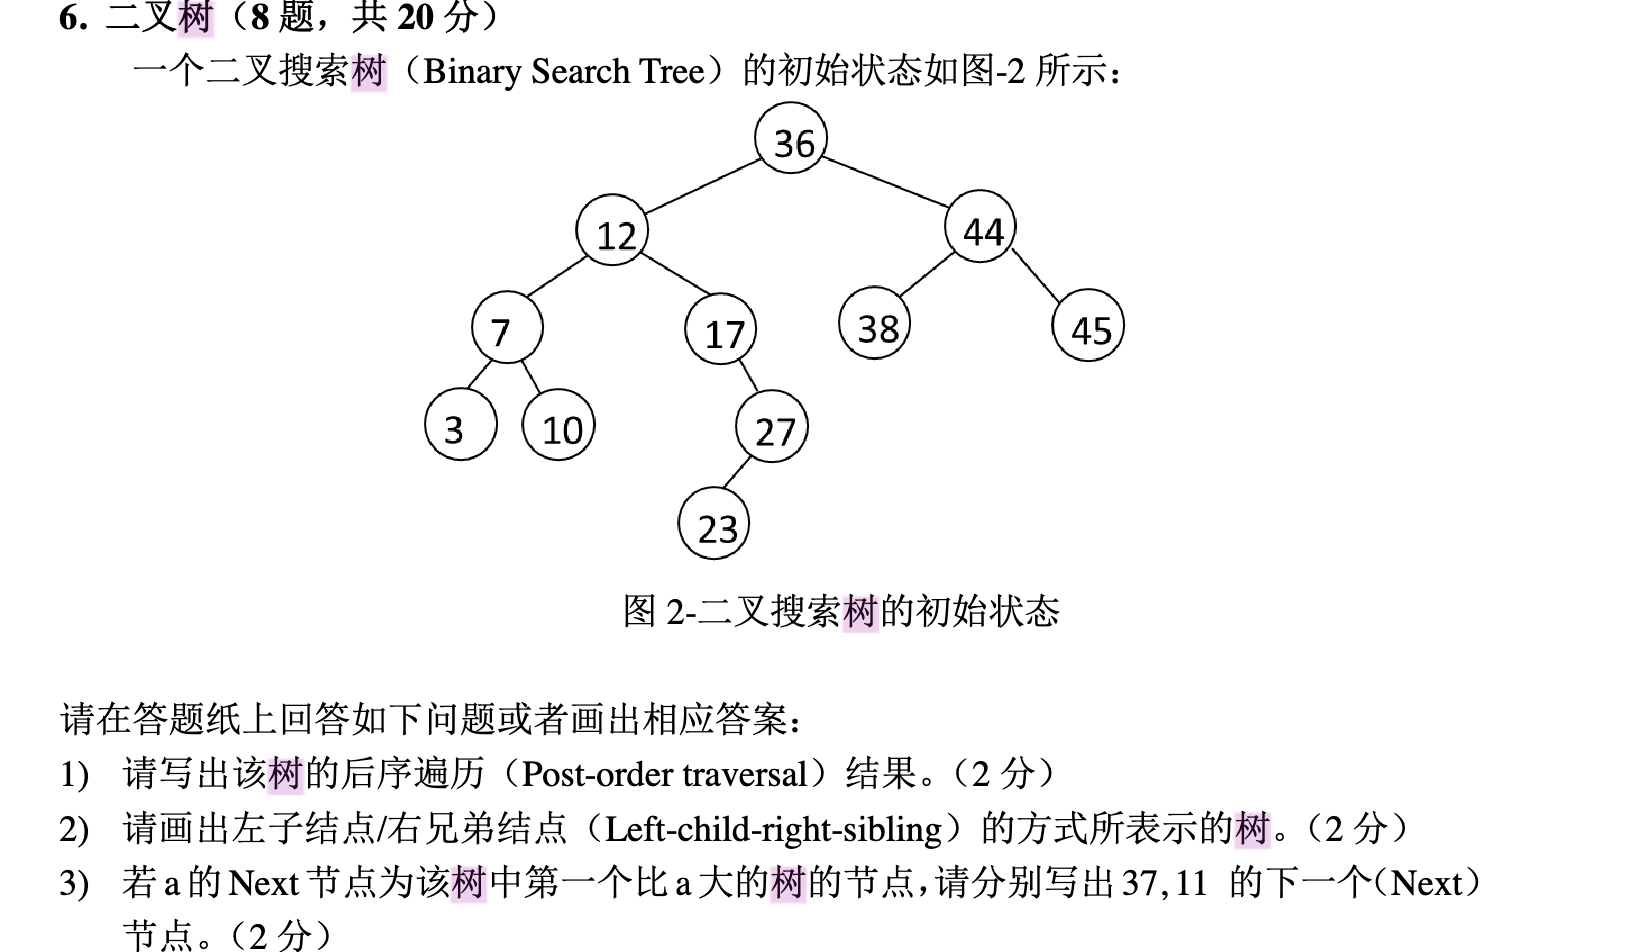 6. 二叉树（8 题，共 20 分）
一个二叉搜索树（Binary Search Tree）的初始状态如图-2 所示：
36
12
44
7
17
38
45
3
10
27
23
图 2-二叉搜索树的初始状态
请在答题纸上回答如下问题或者画出相应答案：
1) 请写出该树的后序遍历（Post-order traversal）结果。（2 分）
2) 请画出左子结点/右兄弟结点（Left-child-right-sibling）的方式所表示的树。（2 分）
3) 若 a 的 Next 节点为该树中第一个比 a 大的树的节点，请分别写出 37, 11 的下一个（Next）
节点。（2 分）